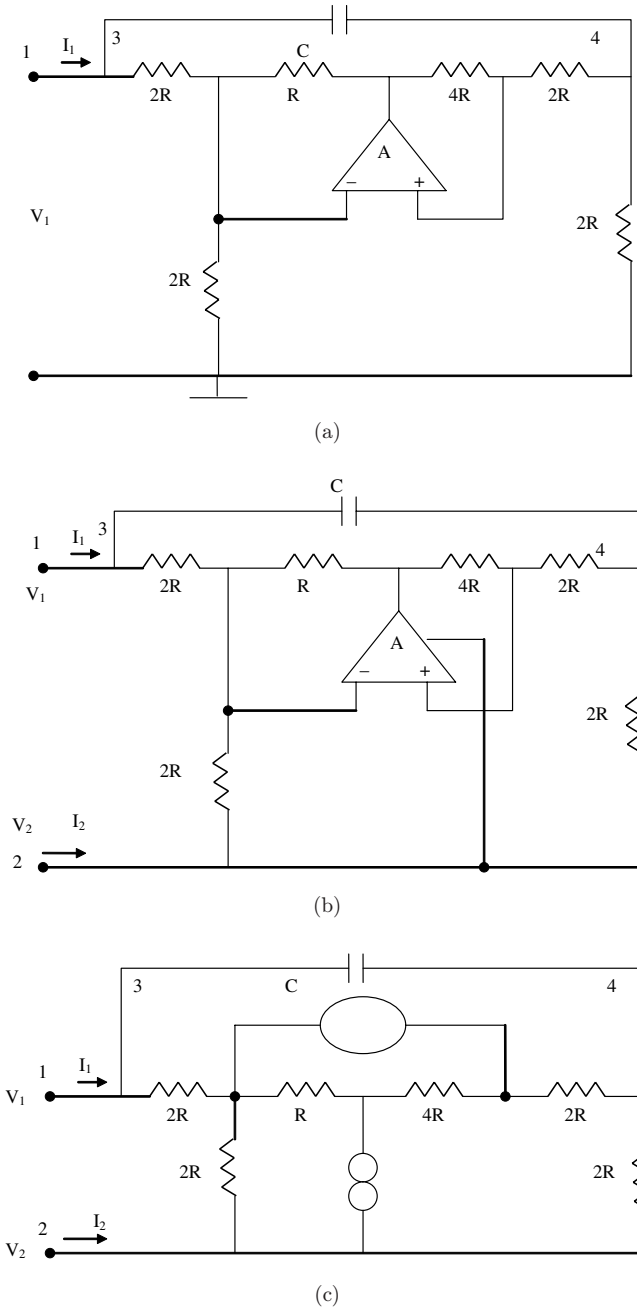 1 I₁ 3 4
2R C R 4R 2R
A
− +
V₁
2R 2R
(a)
C
1 I₁ 3 4
V₁ 2R R 4R 2R
A
− +
2R 2R
V₂ I₂
2
(b)
3 C 4
1 I₁
V₁ 2R R 4R 2R
2R 2R
2 I₂
V₂
(c)